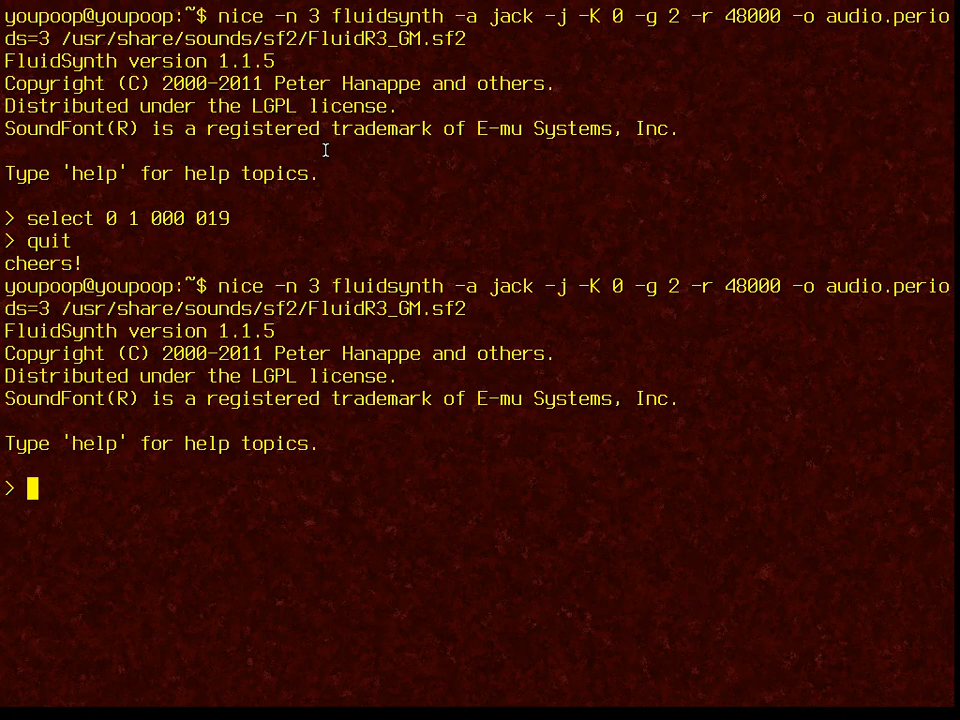 youpoop@youpoop:~$ nice -n 3 fluidsynth -a jack -j -K 0 -g 2 -r 48000 -o audio.perio
ds=3 /usr/share/sounds/sf2/FluidR3_GM.sf2
FluidSynth version 1.1.5
Copyright (C) 2000-2011 Peter Hanappe and others.
Distributed under the LGPL license.
SoundFont(R) is a registered trademark of E-mu Systems, Inc.
Type 'help' for help topics.
> select 0 1 000 019
> quit
cheers!
youpoop@youpoop:~$ nice -n 3 fluidsynth -a jack -j -K 0 -g 2 -r 48000 -o audio.perio
ds=3 /usr/share/sounds/sf2/FluidR3_GM.sf2
FluidSynth version 1.1.5
Copyright (C) 2000-2011 Peter Hanappe and others.
Distributed under the LGPL license.
SoundFont(R) is a registered trademark of E-mu Systems, Inc.
Type 'help' for help topics.
>